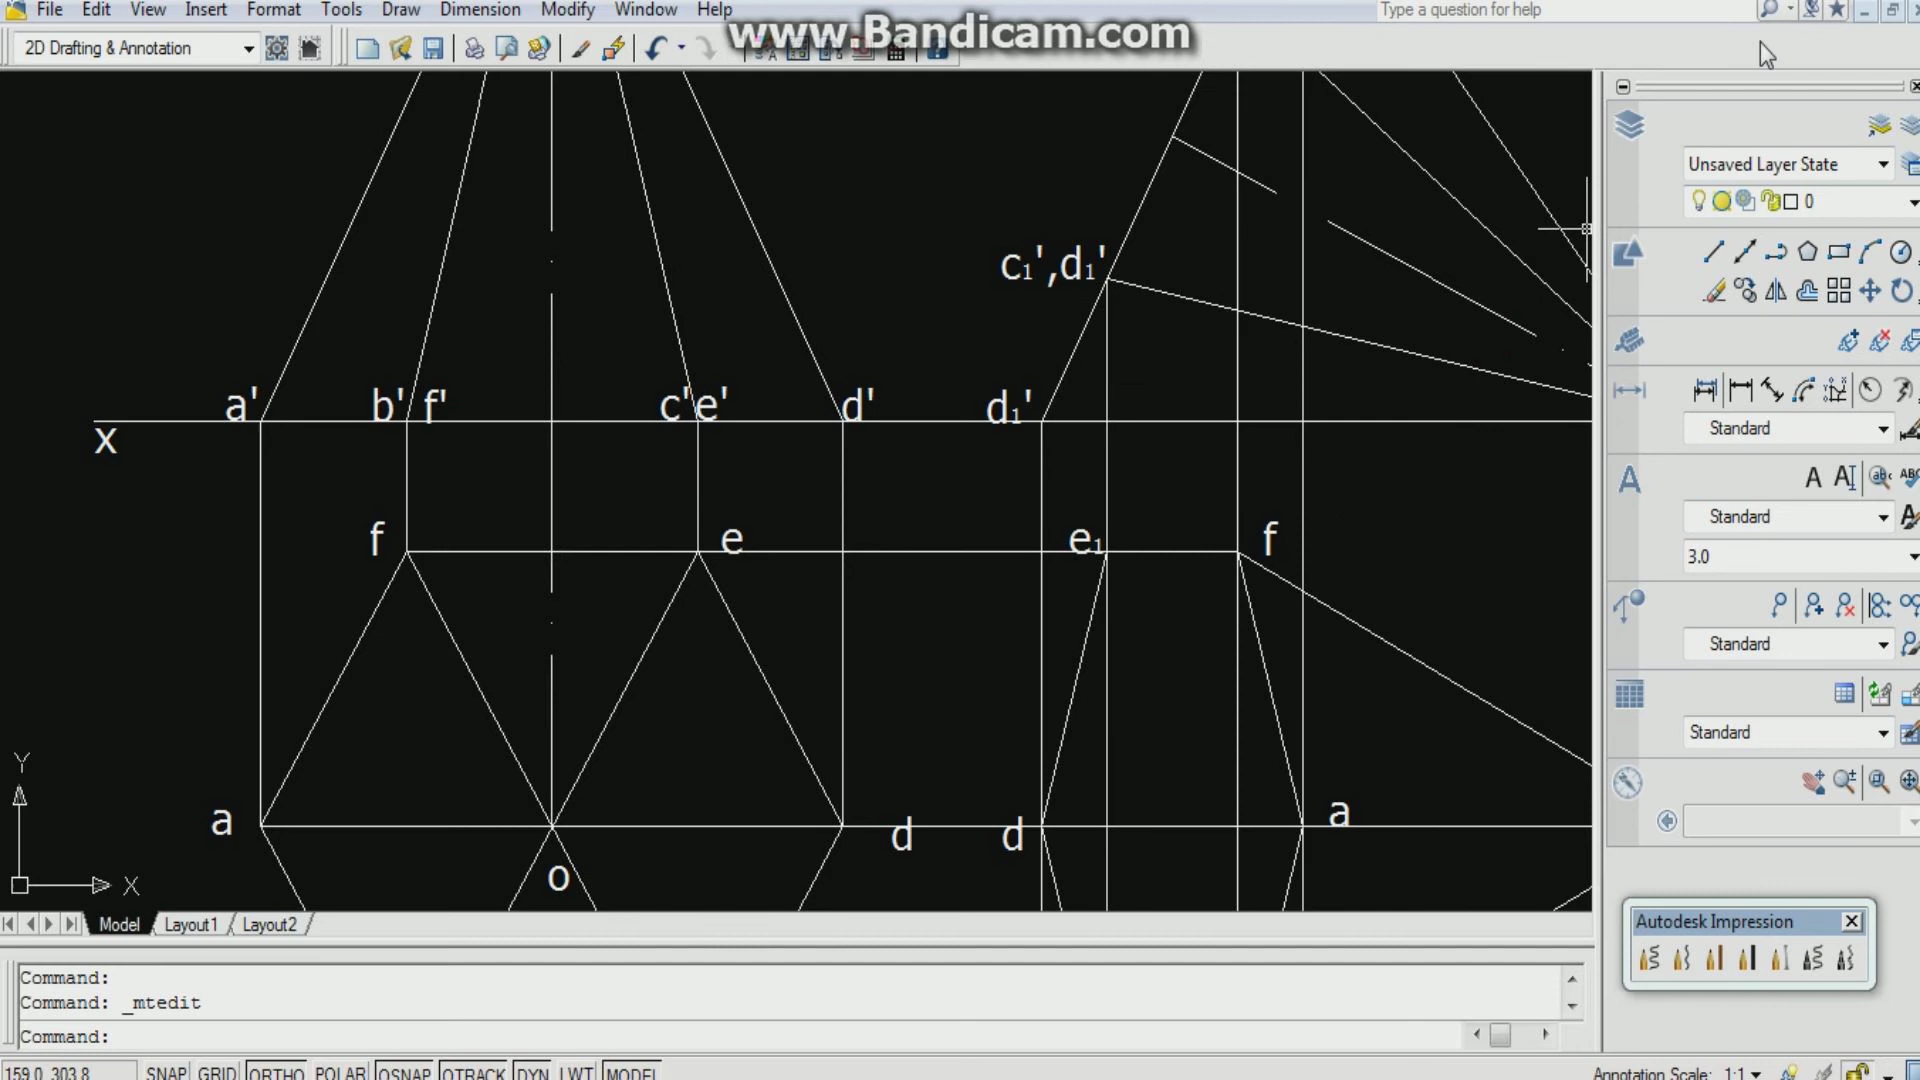 File Edit View Insert Format Tools Draw Dimension Modify Window Help
Type a question for help
www.Bandicam.com
2D Drafting & Annotation
Unsaved Layer State
0
c1',d1'
a' b' f' c'e' d' d1'
x
Standard
f e e1 f
Standard
3.0
Standard
Standard
a d d a
o
Y
X
Model Layout1 Layout2
Autodesk Impression
Command:
Command: _mtedit
Command:
159.0, 303.8 SNAP GRID ORTHO POLAR OSNAP OTRACK DYN LWT MODEL
Annotation Scale: 1:1